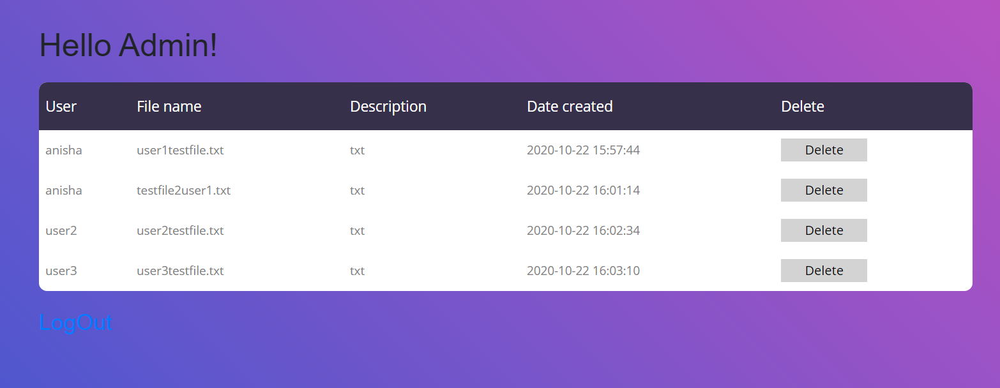 Hello Admin!
User File name Description Date created Delete
anisha user1testfile.txt txt 2020-10-22 15:57:44 Delete
anisha testfile2user1.txt txt 2020-10-22 16:01:14 Delete
user2 user2testfile.txt txt 2020-10-22 16:02:34 Delete
user3 user3testfile.txt txt 2020-10-22 16:03:10 Delete
LogOut